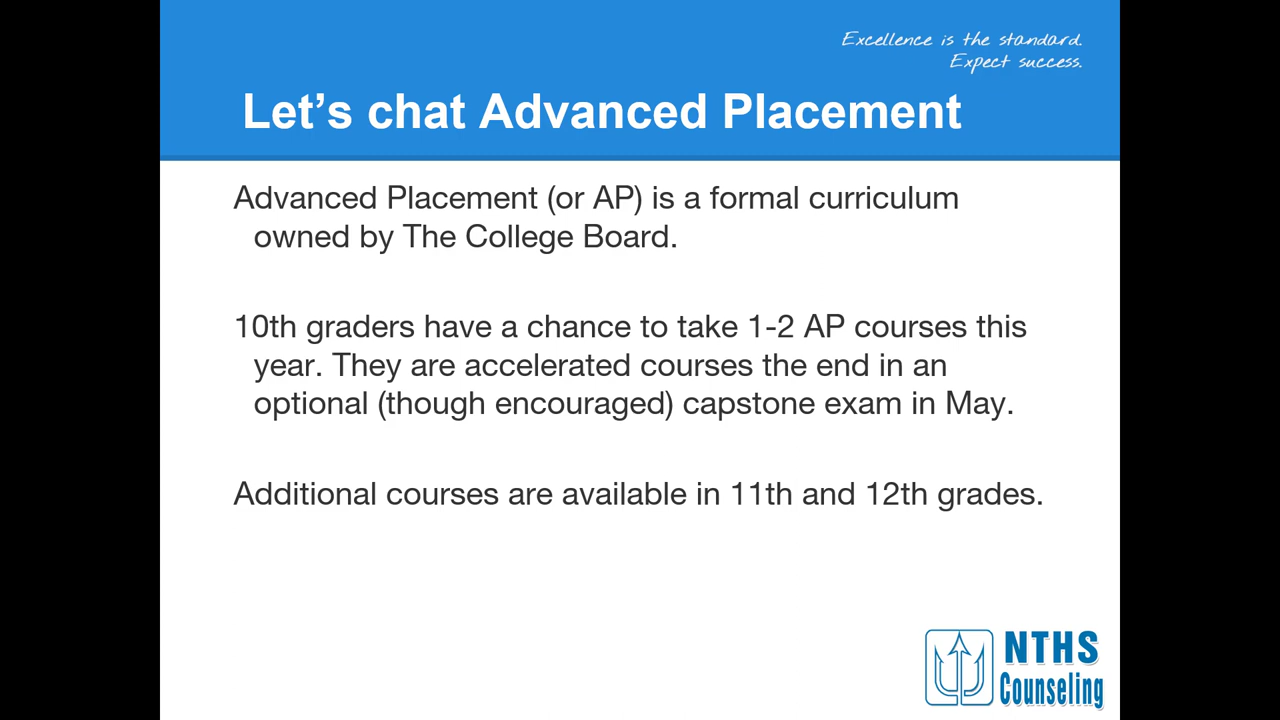 Excellence is the standard.
Expect success.
Let’s chat Advanced Placement
Advanced Placement (or AP) is a formal curriculum
owned by The College Board.
10th graders have a chance to take 1-2 AP courses this
year. They are accelerated courses the end in an
optional (though encouraged) capstone exam in May.
Additional courses are available in 11th and 12th grades.
NTHS
Counseling